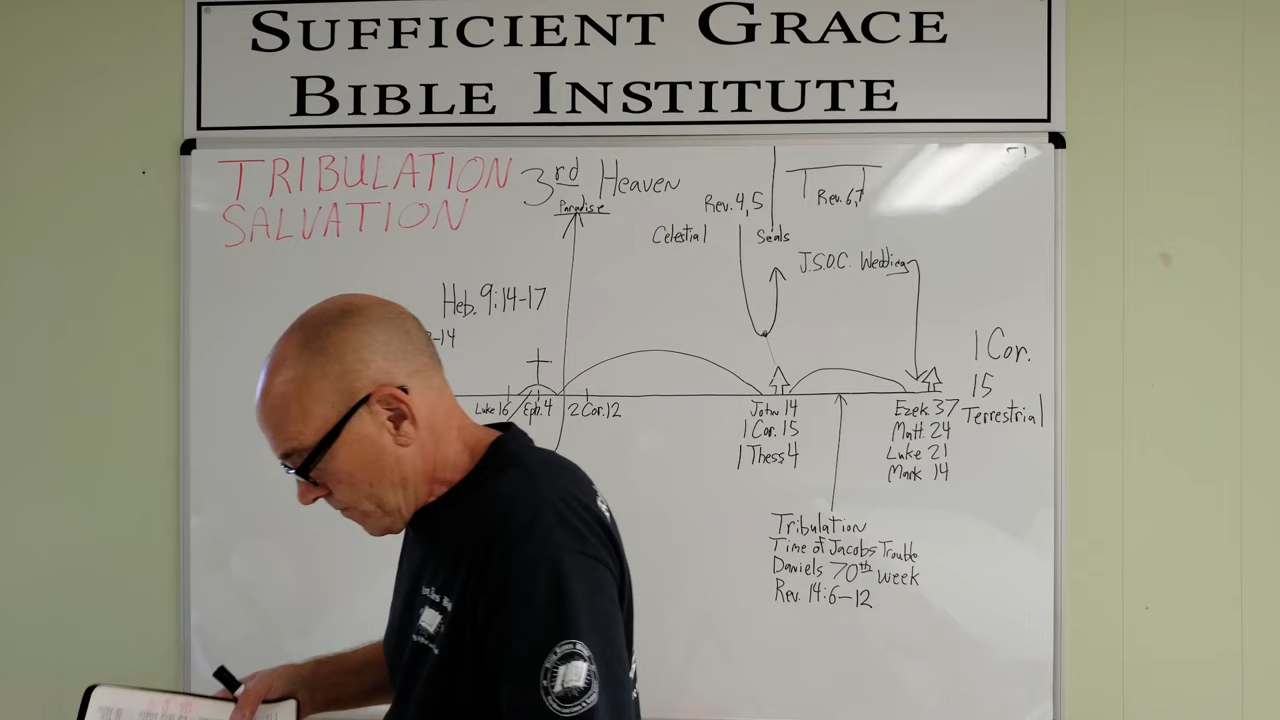 SUFFICIENT GRACE
BIBLE INSTITUTE
TRIBULATION
SALVATION
3rd Heaven
Paradise
Rev. 4,5
Rev. 6,7
Celestial
Seals
J.S.O.C. Wedding
Heb. 9:14-17
-14
1 Cor.
15
Terrestrial
Luke 16
Eph. 4
2 Cor. 12
John 14
1 Cor. 15
1 Thess 4
Ezek. 37
Matt. 24
Luke 21
Mark 14
Tribulation
Time of Jacobs Trouble
Daniels 70th week
Rev. 14:6-12